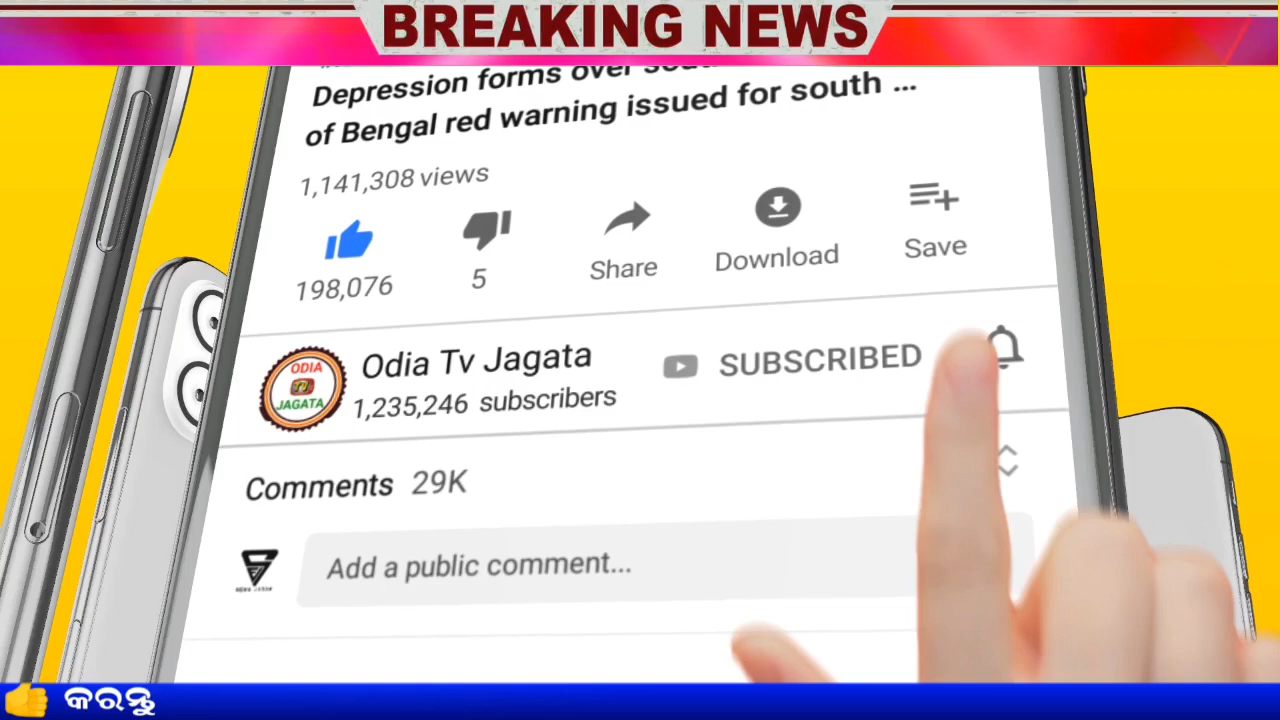 BREAKING NEWS
Depression forms over
of Bengal red warning issued for south ...
1,141,308 views
198,076
5
Share
Download
Save
ODIA
TV
JAGATA
Odia Tv Jagata
1,235,246 subscribers
SUBSCRIBED
Comments 29K
Add a public comment...
👍 କରନ୍ତୁ